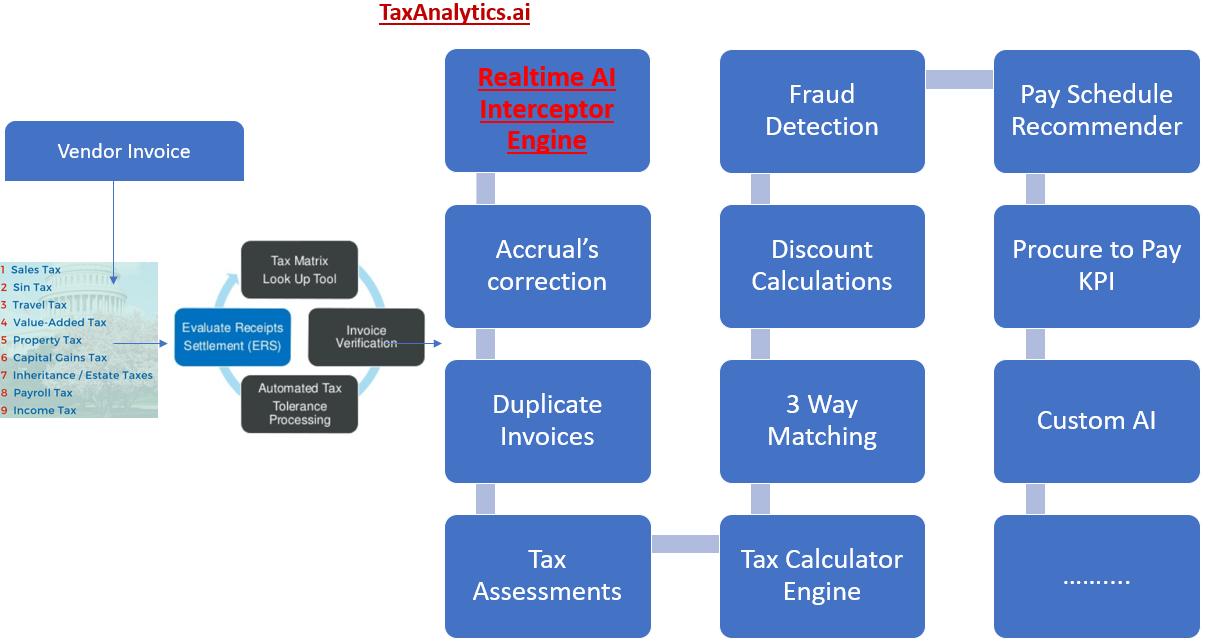 TaxAnalytics.ai
Vendor Invoice
1 Sales Tax
2 Sin Tax
3 Travel Tax
4 Value-Added Tax
5 Property Tax
6 Capital Gains Tax
7 Inheritance / Estate Taxes
8 Payroll Tax
9 Income Tax
Tax Matrix
Look Up Tool
Evaluate Receipts
Settlement (ERS)
Invoice
Verification
Automated Tax
Tolerance
Processing
Realtime AI
Interceptor
Engine
Accrual’s
correction
Duplicate
Invoices
Tax
Assessments
Tax Calculator
Engine
3 Way
Matching
Discount
Calculations
Fraud
Detection
Pay Schedule
Recommender
Procure to Pay
KPI
Custom AI
……….